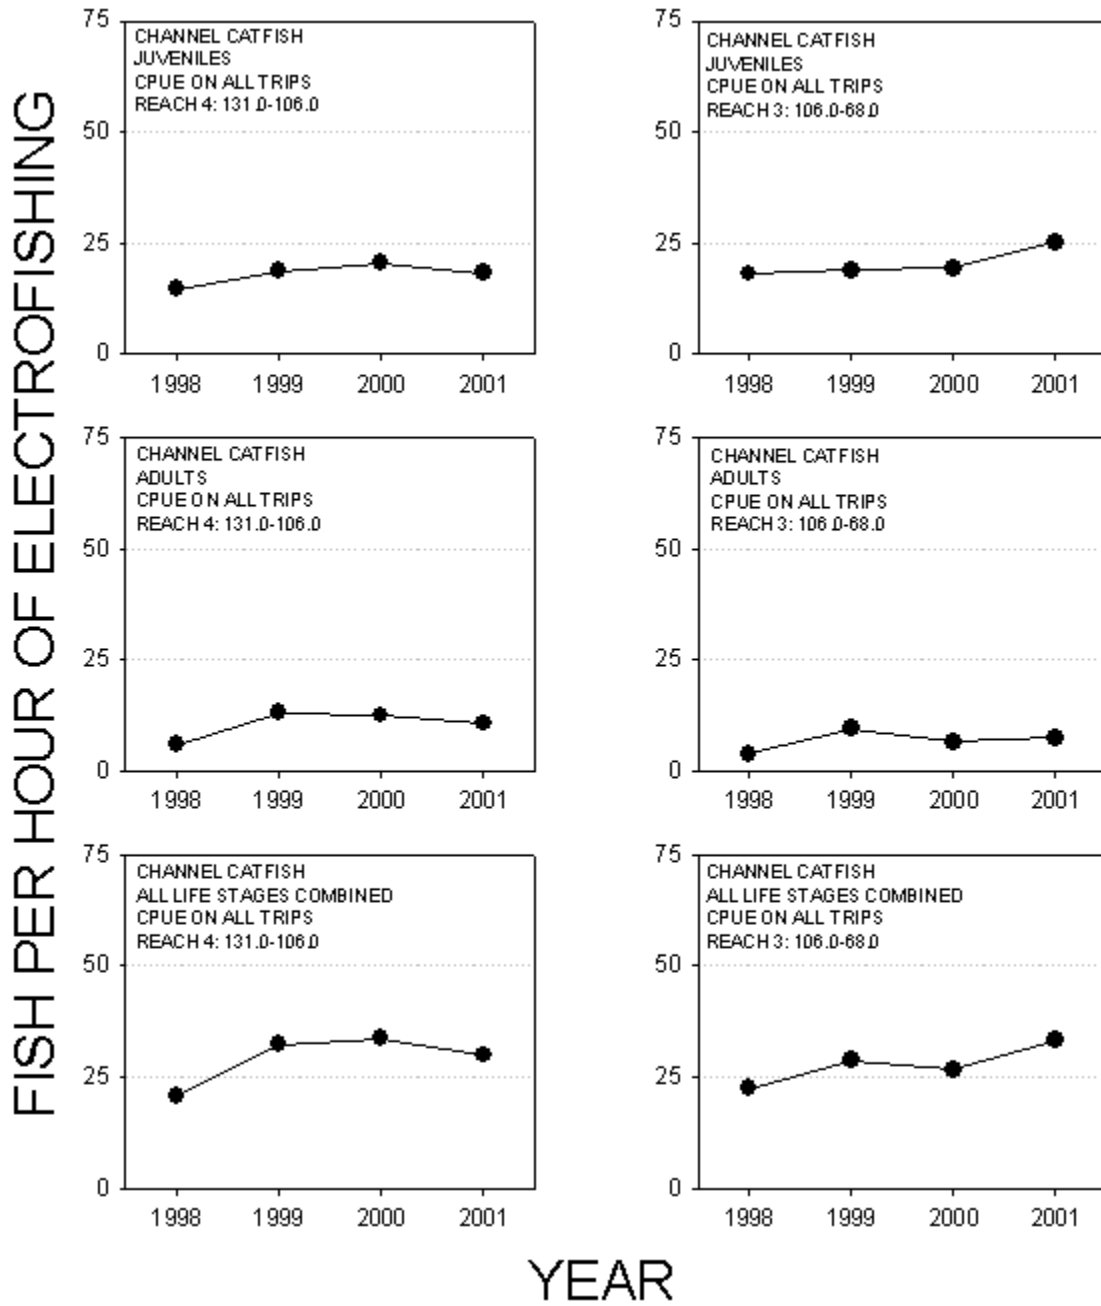 FISH PER HOUR OF ELECTROFISHING
75
CHANNEL CATFISH
JUVENILES
CPUE ON ALL TRIPS
REACH 4: 131.0-106.0
50
25
0
1998 1999 2000 2001
75
CHANNEL CATFISH
JUVENILES
CPUE ON ALL TRIPS
REACH 3: 106.0-68.0
50
25
0
1998 1999 2000 2001
75
CHANNEL CATFISH
ADULTS
CPUE ON ALL TRIPS
REACH 4: 131.0-106.0
50
25
0
1998 1999 2000 2001
75
CHANNEL CATFISH
ADULTS
CPUE ON ALL TRIPS
REACH 3: 106.0-68.0
50
25
0
1998 1999 2000 2001
75
CHANNEL CATFISH
ALL LIFE STAGES COMBINED
CPUE ON ALL TRIPS
REACH 4: 131.0-106.0
50
25
0
1998 1999 2000 2001
75
CHANNEL CATFISH
ALL LIFE STAGES COMBINED
CPUE ON ALL TRIPS
REACH 3: 106.0-68.0
50
25
0
1998 1999 2000 2001
YEAR